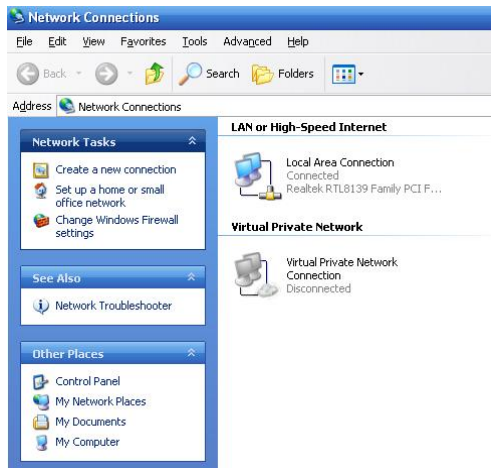 Network Connections
File Edit View Favorites Tools Advanced Help
Back Search Folders
Address Network Connections
Network Tasks
Create a new connection
Set up a home or small
office network
Change Windows Firewall
settings
See Also
Network Troubleshooter
Other Places
Control Panel
My Network Places
My Documents
My Computer
LAN or High-Speed Internet
Local Area Connection
Connected
Realtek RTL8139 Family PCI F...
Virtual Private Network
Virtual Private Network
Connection
Disconnected